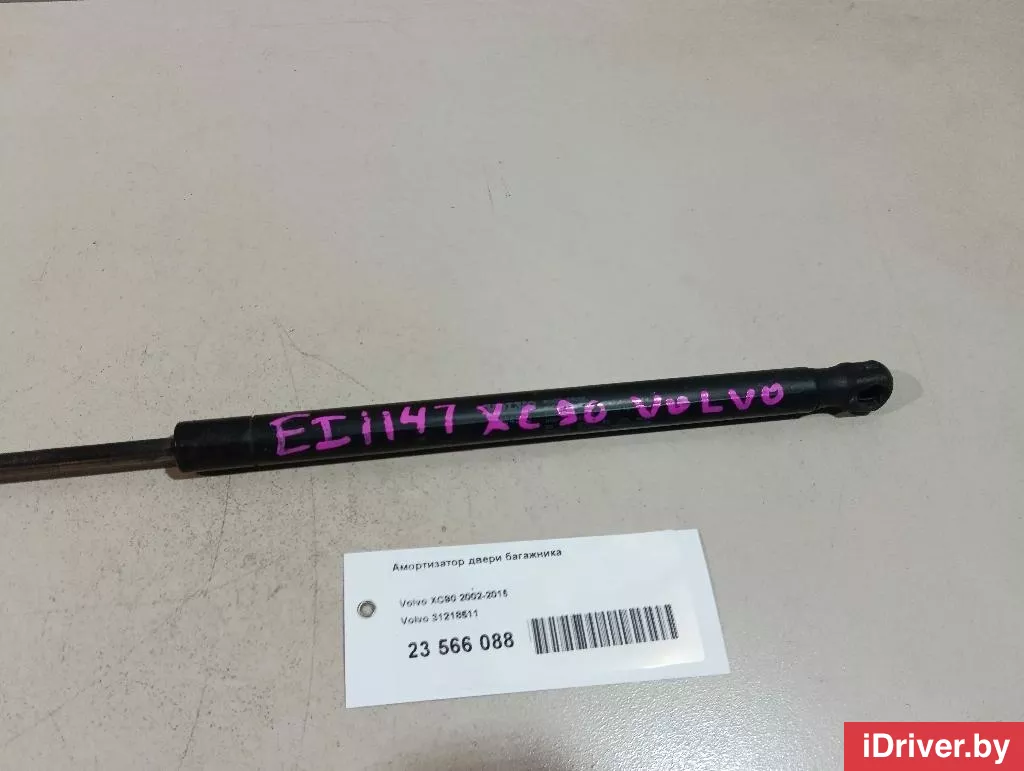 EI1147 XC90 VOLVO
Амортизатор двери багажника
Volvo XC90 2002-2015
Volvo 31218511
23 566 088
iDriver.by